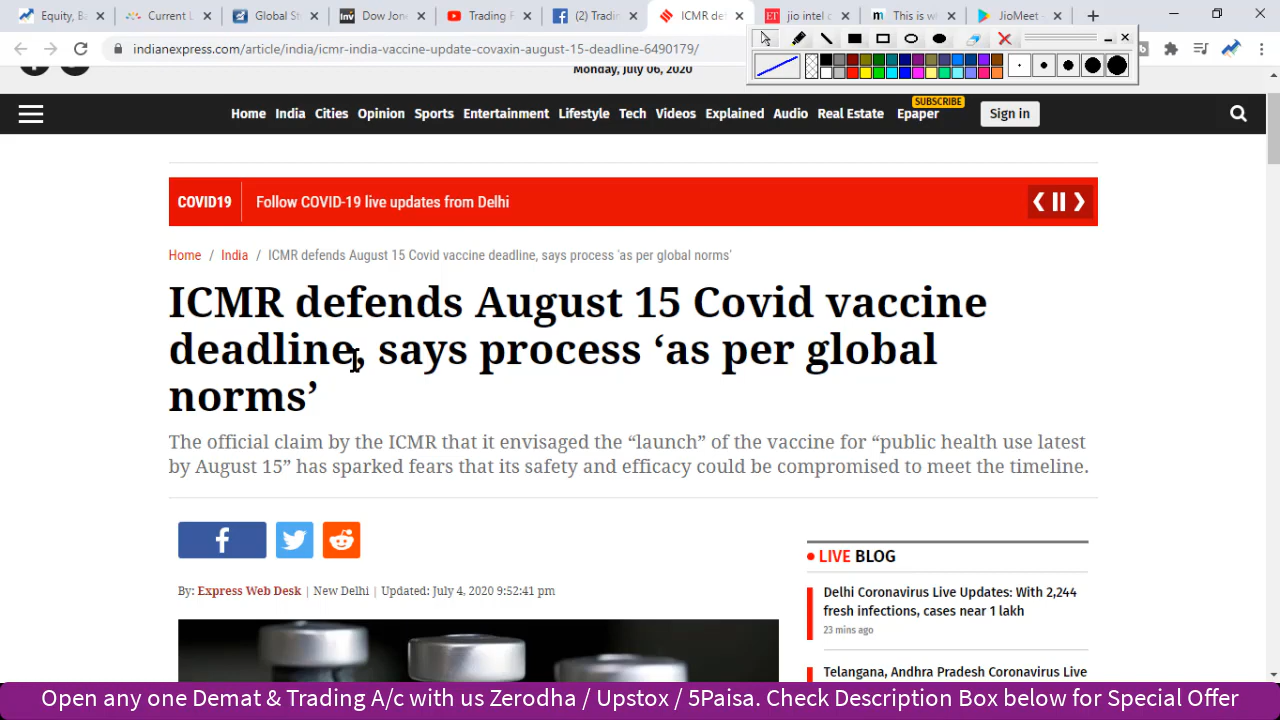 Equity, Ba
Current L
Global St
Dow Jone
Trading F
(2) Tradin
ICMR def
jio intel c
This is w
JioMeet -
indianexpress.com/article/india/icmr-india-vaccine-update-covaxin-august-15-deadline-6490179/
Monday, July 06, 2020
SUBSCRIBE
Home India Cities Opinion Sports Entertainment Lifestyle Tech Videos Explained Audio Real Estate Epaper Sign in
COVID19 Follow COVID-19 live updates from Delhi
Home / India / ICMR defends August 15 Covid vaccine deadline, says process 'as per global norms'
ICMR defends August 15 Covid vaccine
deadline, says process ‘as per global
norms’
The official claim by the ICMR that it envisaged the “launch” of the vaccine for “public health use latest
by August 15” has sparked fears that its safety and efficacy could be compromised to meet the timeline.
By: Express Web Desk | New Delhi | Updated: July 4, 2020 9:52:41 pm
LIVE BLOG
Delhi Coronavirus Live Updates: With 2,244
fresh infections, cases near 1 lakh
23 mins ago
Telangana, Andhra Pradesh Coronavirus Live
Open any one Demat & Trading A/c with us Zerodha / Upstox / 5Paisa. Check Description Box below for Special Offer